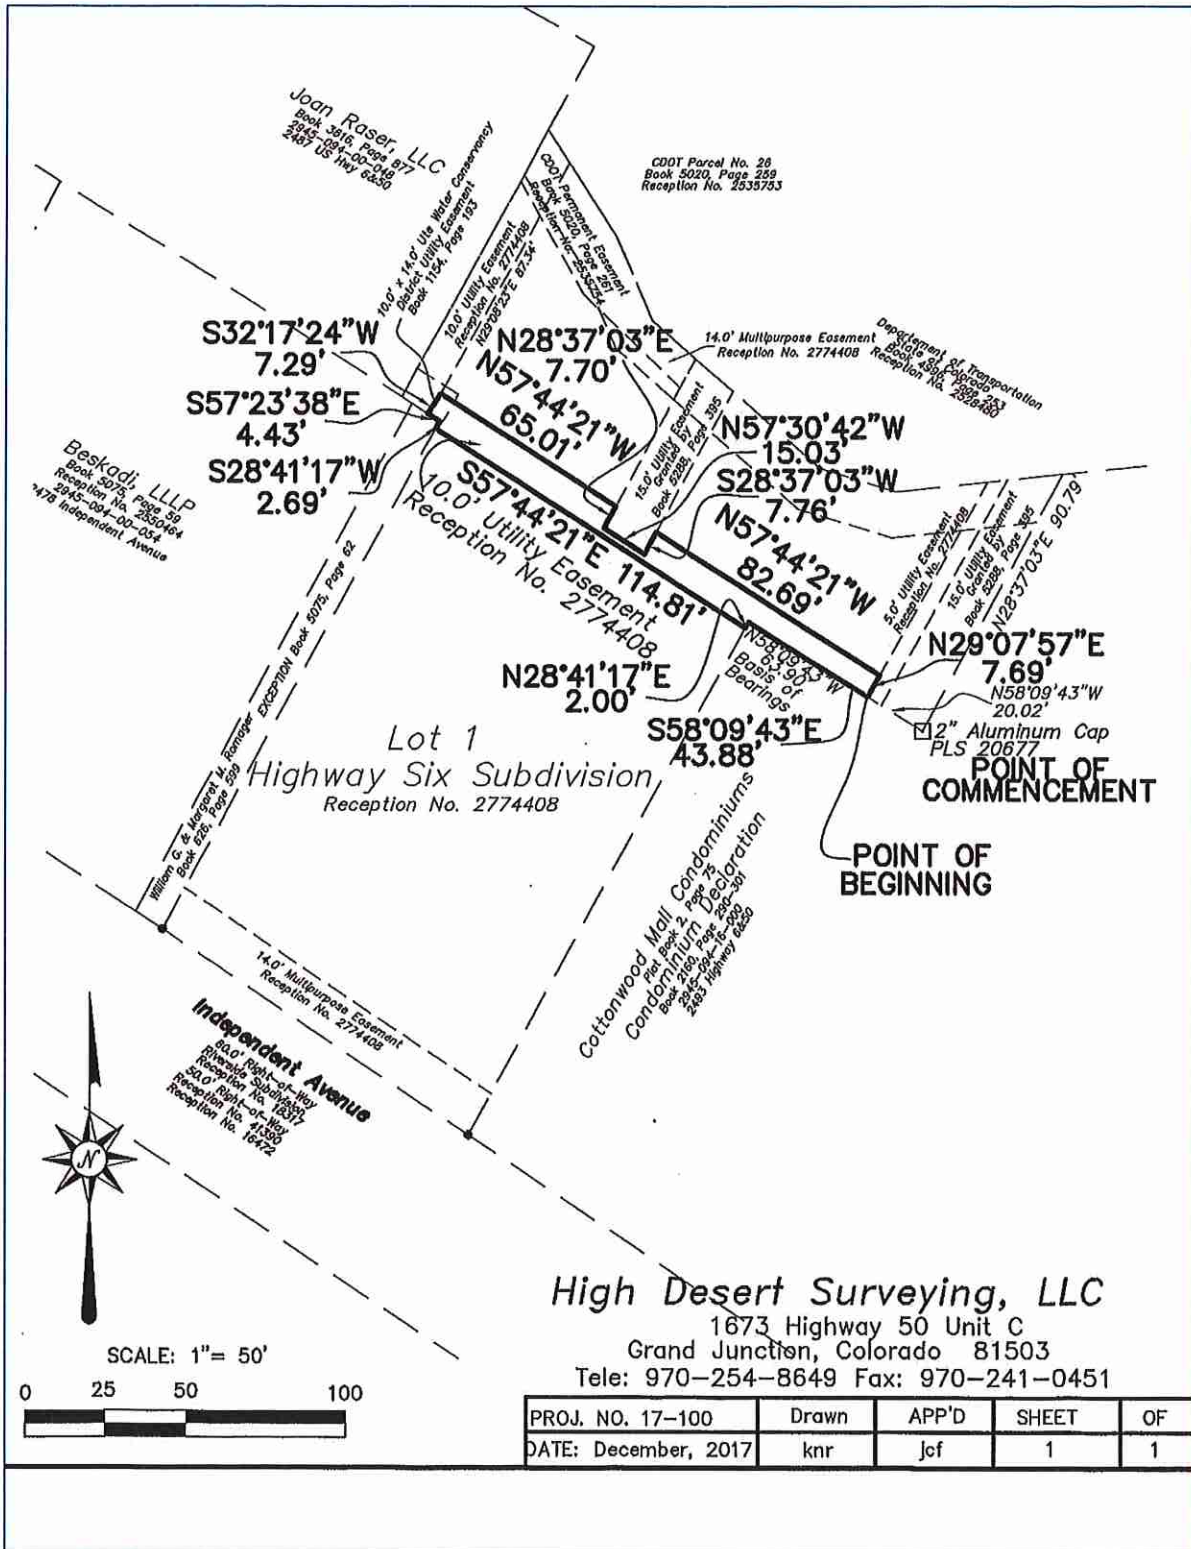 Joan Raser, LLC
Book 3816, Page 877
2945-094-00-048
2487 US Hwy 6&50
10.0' x 14.0' Ute Water Conservancy
District Utility Easement
Book 1154, Page 193
CDOT Permanent Easement
Book 5020, Page 261
Reception No. 2535754
CDOT Parcel No. 26
Book 5020, Page 259
Reception No. 2535753
10.0' Utility Easement
Reception No. 2774408
N29°08'23"E 87.34'
14.0' Multipurpose Easement
Reception No. 2774408
Departement of Transportation
State of Colorado
Book 4996, Page 253
Reception No. 2528480
S32°17'24"W
7.29'
S57°23'38"E
4.43'
S28°41'17"W
2.69'
N28°37'03"E
7.70'
N57°44'21"W
65.01'
15.0' Utility Easement
Granted by
Book 5288, Page 395
N57°30'42"W
15.03'
S28°37'03"W
7.76'
N57°44'21"W
82.69'
Beskadi, LLLP
Book 5075, Page 59
Reception No. 2550464
2945-094-00-054
2478 Independent Avenue
S57°44'21"E 114.81'
10.0' Utility Easement
Reception No. 2774408
5.0' Utility Easement
Reception No. 2774408
15.0' Utility Easement
Granted by
Book 5288, Page 395
N28°37'03"E 90.79'
N28°41'17"E
2.00'
N58°09'43"W
62.90'
Basis of
Bearings
N29°07'57"E
7.69'
N58°09'43"W
20.02'
S58°09'43"E
43.88'
2" Aluminum Cap
PLS 20677
POINT OF
COMMENCEMENT
POINT OF
BEGINNING
Lot 1
Highway Six Subdivision
Reception No. 2774408
EXCEPTION Book 5075, Page 62
William G. & Margaret M. Romager
Book 626, Page 599
Cottonwood Mall Condominiums
Plat Book 2, Page 75
Condominium Declaration
Book 2160, Page 290-301
2945-094-16-000
2483 Highway 6&50
14.0' Multipurpose Easement
Reception No. 2774408
Independent Avenue
60.0' Right-of-Way
Riverside Subdivision
Reception No. 18317
50.0' Right-of-Way
Reception No. 41390
Reception No. 16472
N
SCALE: 1"= 50'
0 25 50 100
High Desert Surveying, LLC
1673 Highway 50 Unit C
Grand Junction, Colorado 81503
Tele: 970-254-8649 Fax: 970-241-0451
PROJ. NO. 17-100 Drawn APP'D SHEET OF
DATE: December, 2017 knr jcf 1 1